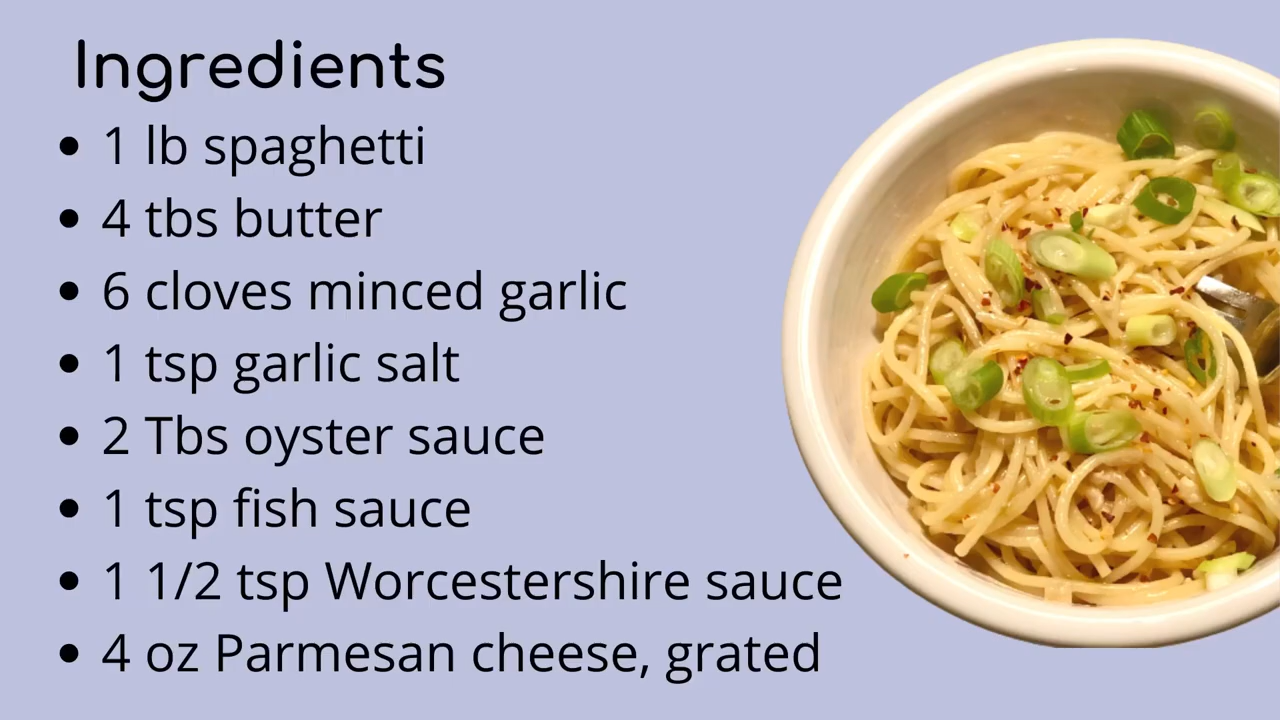 Ingredients
• 1 lb spaghetti
• 4 tbs butter
• 6 cloves minced garlic
• 1 tsp garlic salt
• 2 Tbs oyster sauce
• 1 tsp fish sauce
• 1 1/2 tsp Worcestershire sauce
• 4 oz Parmesan cheese, grated